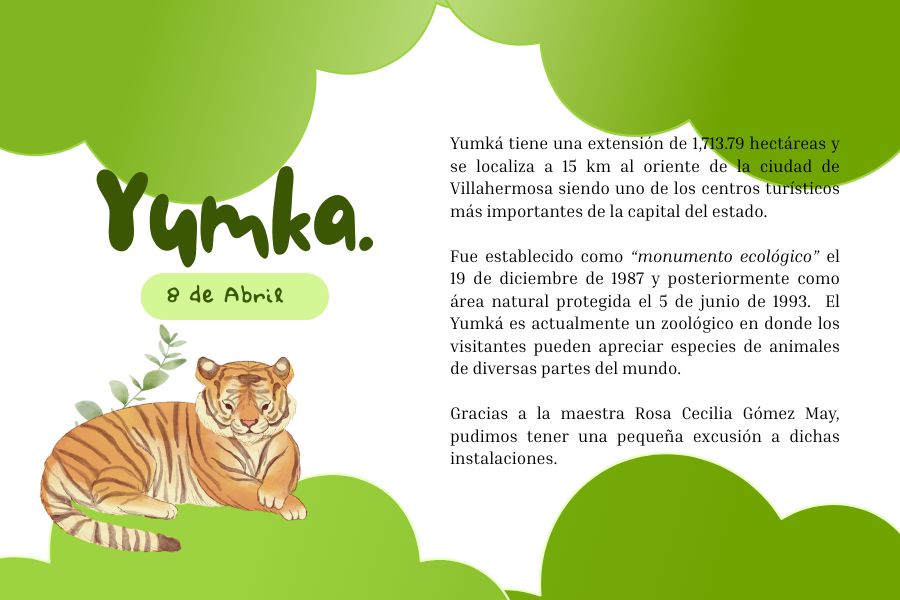 Yumka.
8 de Abril
Yumká tiene una extensión de 1,713.79 hectáreas y
se localiza a 15 km al oriente de la ciudad de
Villahermosa siendo uno de los centros turísticos
más importantes de la capital del estado.
Fue establecido como “monumento ecológico” el
19 de diciembre de 1987 y posteriormente como
área natural protegida el 5 de junio de 1993. El
Yumká es actualmente un zoológico en donde los
visitantes pueden apreciar especies de animales
de diversas partes del mundo.
Gracias a la maestra Rosa Cecilia Gómez May,
pudimos tener una pequeña excusión a dichas
instalaciones.